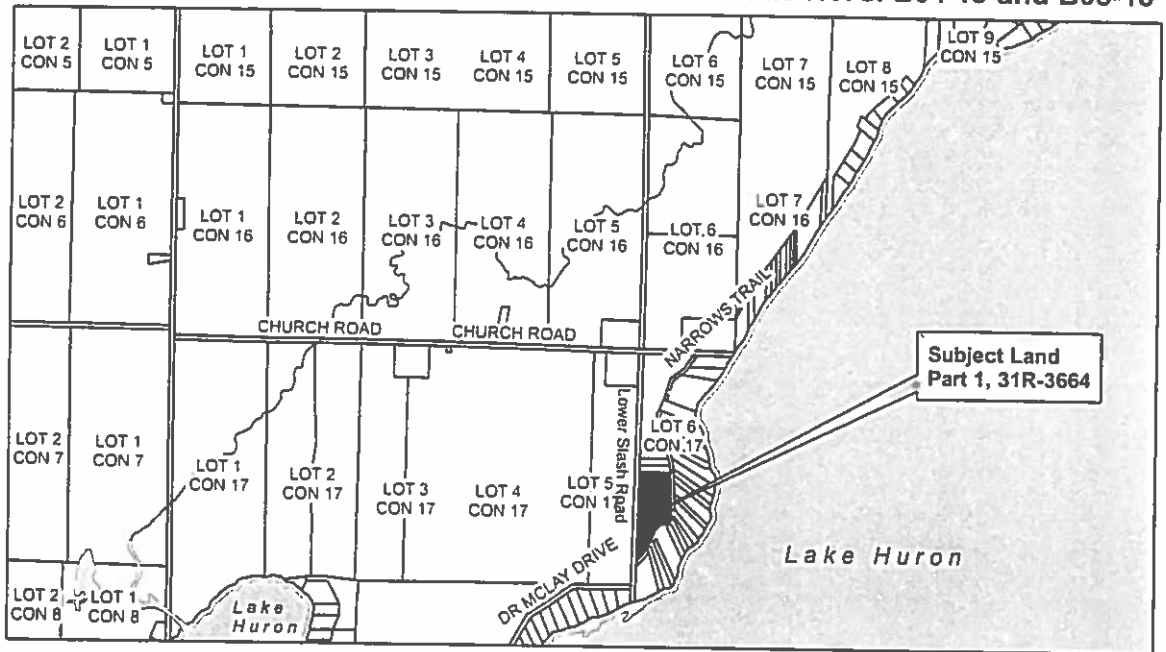 and
LOT 2
CON 5
LOT 1
CON 5
LOT 1
CON 15
LOT 2
CON 15
LOT 3
CON 15
LOT 4
CON 15
LOT 5
CON 15
LOT 6
CON 15
LOT 7
CON 15
LOT 8
CON 15
LOT 9
CON 15
LOT 2
CON 6
LOT 1
CON 6
LOT 1
CON 16
LOT 2
CON 16
LOT 3
CON 16
LOT 4
CON 16
LOT 5
CON 16
LOT 6
CON 16
LOT 7
CON 16
CHURCH ROAD
CHURCH ROAD
NARROWS TRAIL
Subject Land
Part 1, 31R-3664
LOT 2
CON 7
LOT 1
CON 7
LOT 1
CON 17
LOT 2
CON 17
LOT 3
CON 17
LOT 4
CON 17
LOT 5
CON 17
Lower Slash Road
LOT 6
CON 17
LOT 2
CON 8
LOT 1
CON 8
Lake
Huron
DR MCLAY DRIVE
Lake Huron